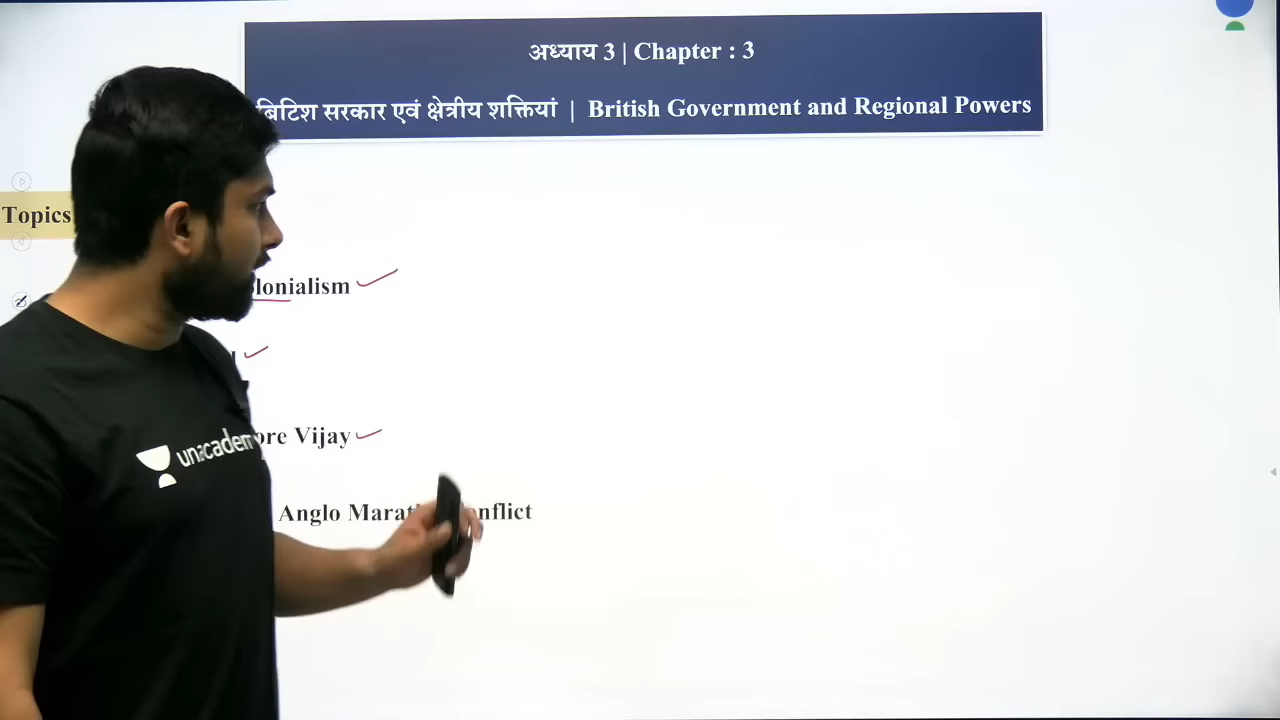 अध्याय 3 | Chapter : 3
ब्रिटिश सरकार एवं क्षेत्रीय शक्तियां | British Government and Regional Powers
Topics
lonialism
ore Vijay
unacadem
Anglo Marat nflict